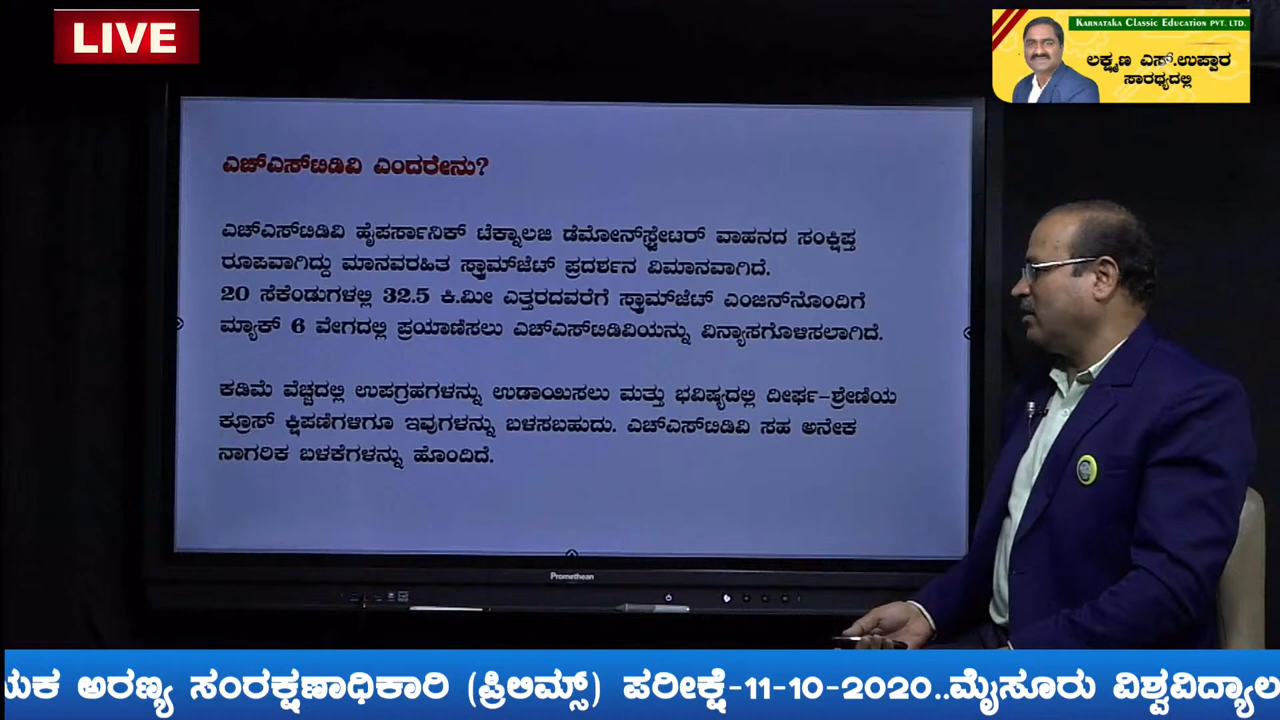 LIVE
KARNATAKA CLASSIC EDUCATION PVT. LTD.
ಲಕ್ಷ್ಮಣ ಎಸ್.ಉಪ್ಪಾರ
ಸಾರಥ್ಯದಲ್ಲಿ
ಎಚ್ಎಸ್‌ಟಿಡಿವಿ ಎಂದರೇನು?
ಎಚ್ಎಸ್‌ಟಿಡಿವಿ ಹೈಪರ್ಸಾನಿಕ್ ಟೆಕ್ನಾಲಜಿ ಡೆಮೋನ್‌ಸ್ಟ್ರೇಟರ್ ವಾಹನದ ಸಂಕ್ಷಿಪ್ತ
ರೂಪವಾಗಿದ್ದು ಮಾನವರಹಿತ ಸ್ಕ್ರಾಮ್‌ಜೆಟ್ ಪ್ರದರ್ಶನ ವಿಮಾನವಾಗಿದೆ.
20 ಸೆಕೆಂಡುಗಳಲ್ಲಿ 32.5 ಕಿ.ಮೀ ಎತ್ತರದವರೆಗೆ ಸ್ಕ್ರಾಮ್‌ಜೆಟ್ ಎಂಜಿನ್‌ನೊಂದಿಗೆ
ಮ್ಯಾಕ್ 6 ವೇಗದಲ್ಲಿ ಪ್ರಯಾಣಿಸಲು ಎಚ್ಎಸ್‌ಟಿಡಿವಿಯನ್ನು ವಿನ್ಯಾಸಗೊಳಿಸಲಾಗಿದೆ.
ಕಡಿಮೆ ವೆಚ್ಚದಲ್ಲಿ ಉಪಗ್ರಹಗಳನ್ನು ಉಡಾಯಿಸಲು ಮತ್ತು ಭವಿಷ್ಯದಲ್ಲಿ ದೀರ್ಘ-ಶ್ರೇಣಿಯ
ಕ್ರೂಸ್ ಕ್ಷಿಪಣಿಗಳಿಗೂ ಇವುಗಳನ್ನು ಬಳಸಬಹುದು. ಎಚ್ಎಸ್‌ಟಿಡಿವಿ ಸಹ ಅನೇಕ
ನಾಗರಿಕ ಬಳಕೆಗಳನ್ನು ಹೊಂದಿದೆ.
Promethean
ಅರಣ್ಯ ಸಂರಕ್ಷಣಾಧಿಕಾರಿ (ಪ್ರಿಲಿಮ್ಸ್) ಪರೀಕ್ಷೆ-11-10-2020..ಮೈಸೂರು ವಿಶ್ವವಿದ್ಯಾಲ